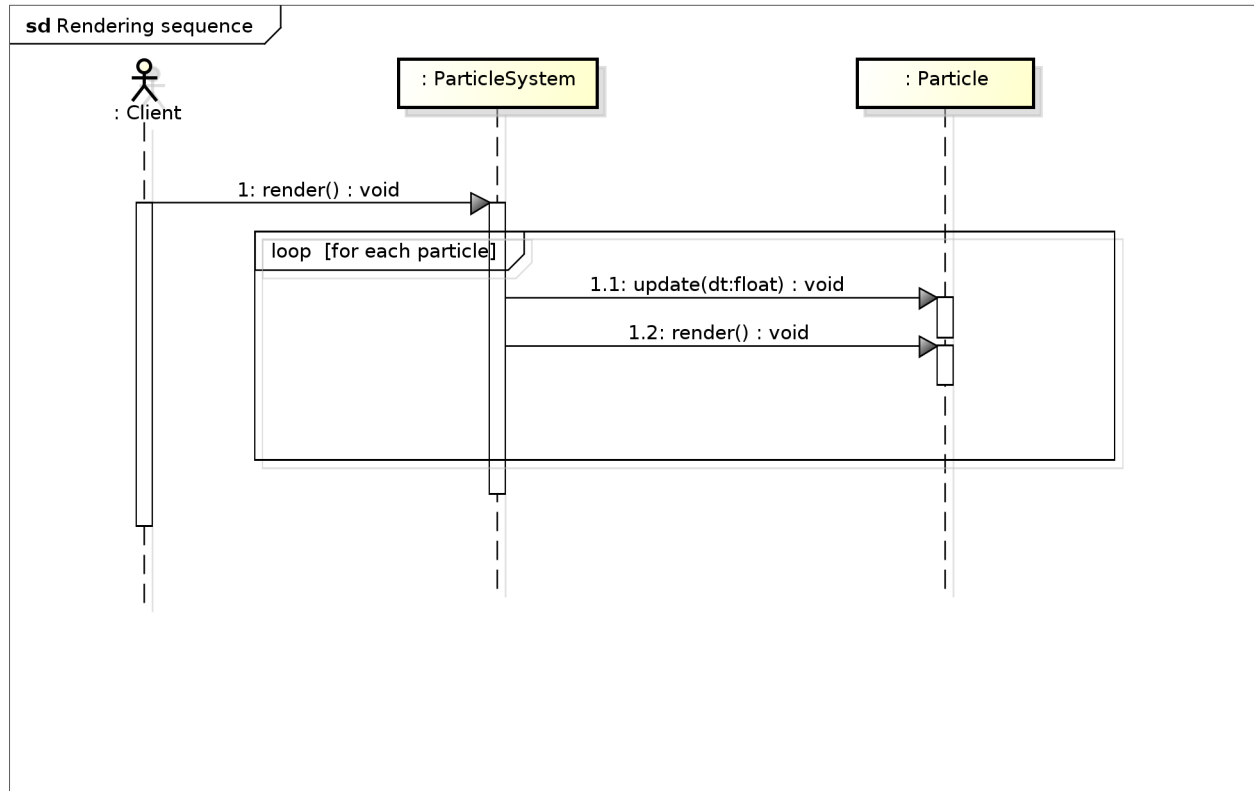 sd Rendering sequence
: Client
: ParticleSystem
: Particle
1: render() : void
loop [for each particle]
1.1: update(dt:float) : void
1.2: render() : void